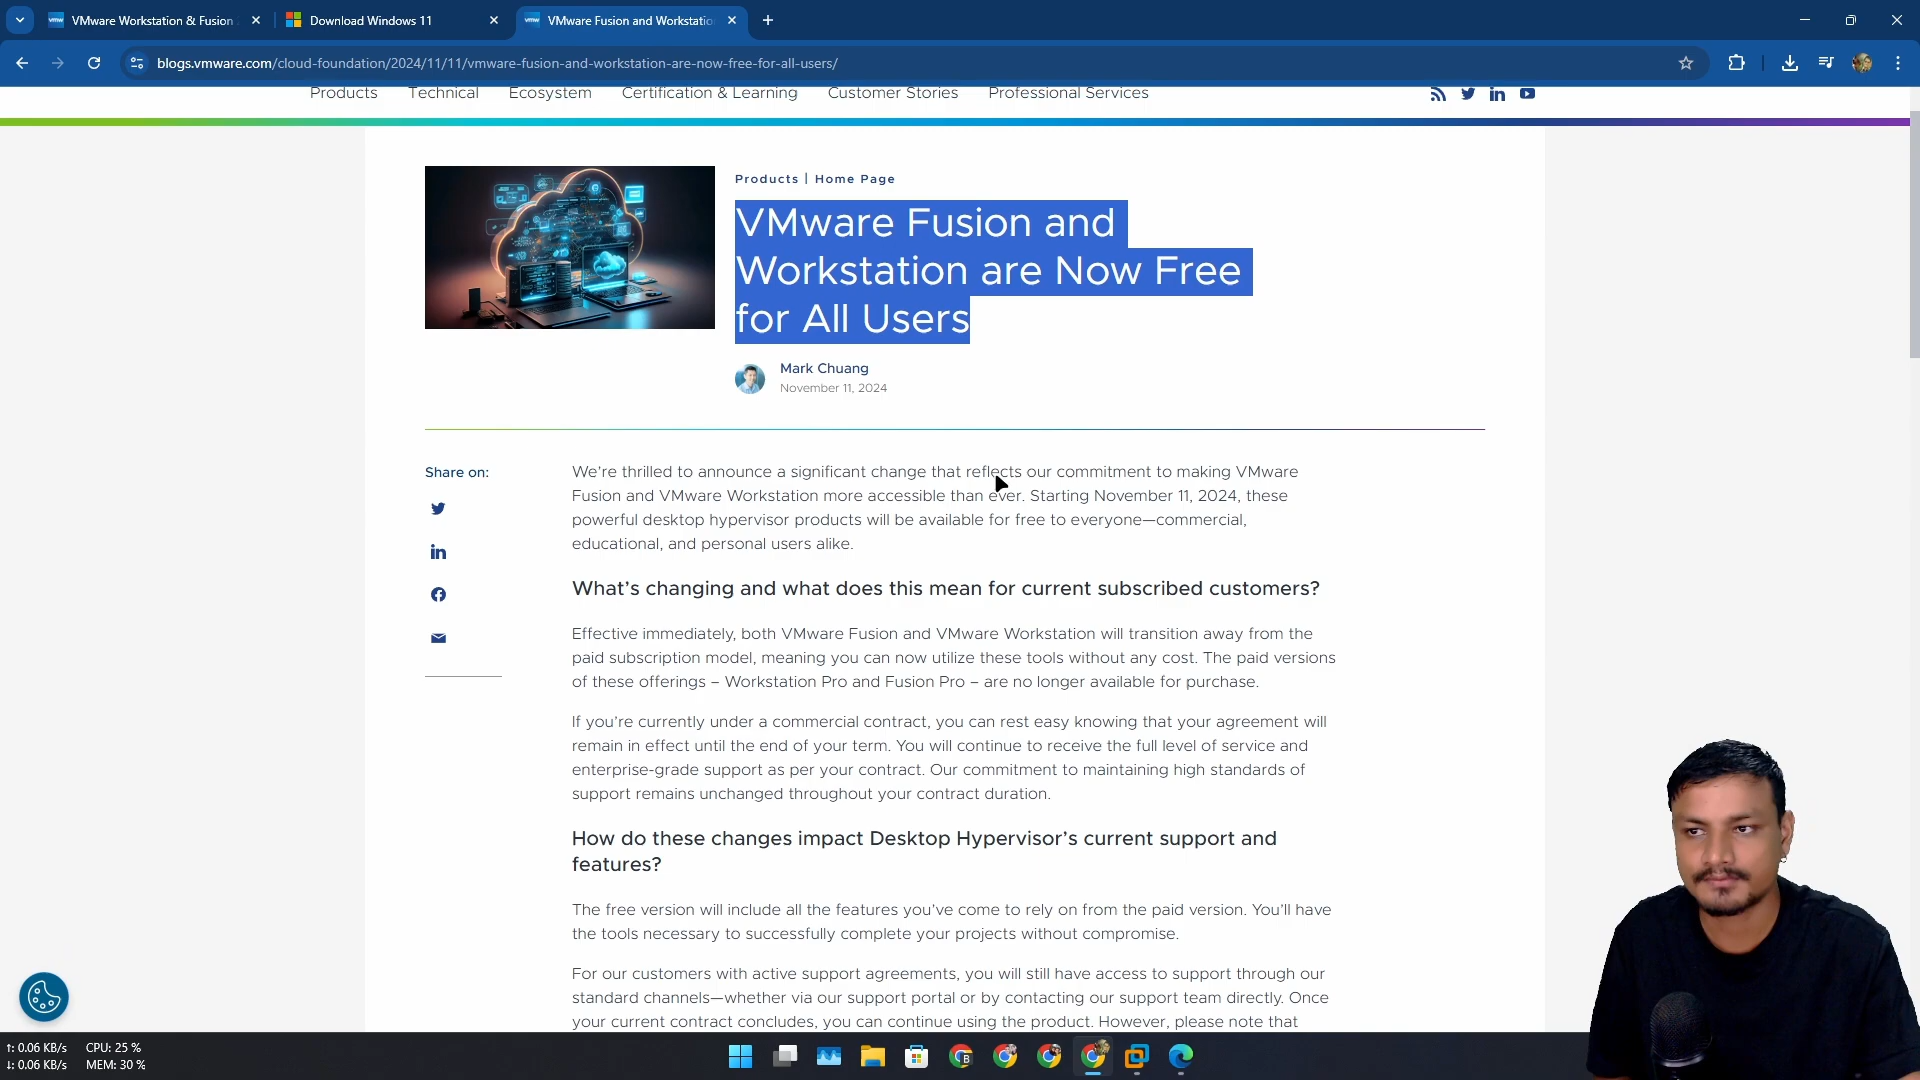 VMware Workstation & Fusion
Download Windows 11
VMware Fusion and Workstatio
blogs.vmware.com/cloud-foundation/2024/11/11/vmware-fusion-and-workstation-are-now-free-for-all-users/
Products Technical Ecosystem Certification & Learning Customer Stories Professional Services
Products | Home Page
VMware Fusion and
Workstation are Now Free
for All Users
Mark Chuang
November 11, 2024
Share on:
We’re thrilled to announce a significant change that reflects our commitment to making VMware
Fusion and VMware Workstation more accessible than ever. Starting November 11, 2024, these
powerful desktop hypervisor products will be available for free to everyone—commercial,
educational, and personal users alike.
What’s changing and what does this mean for current subscribed customers?
Effective immediately, both VMware Fusion and VMware Workstation will transition away from the
paid subscription model, meaning you can now utilize these tools without any cost. The paid versions
of these offerings – Workstation Pro and Fusion Pro – are no longer available for purchase.
If you’re currently under a commercial contract, you can rest easy knowing that your agreement will
remain in effect until the end of your term. You will continue to receive the full level of service and
enterprise-grade support as per your contract. Our commitment to maintaining high standards of
support remains unchanged throughout your contract duration.
How do these changes impact Desktop Hypervisor’s current support and
features?
The free version will include all the features you’ve come to rely on from the paid version. You’ll have
the tools necessary to successfully complete your projects without compromise.
For our customers with active support agreements, you will still have access to support through our
standard channels—whether via our support portal or by contacting our support team directly. Once
your current contract concludes, you can continue using the product. However, please note that
↑: 0.06 KB/s CPU: 25 %
↓: 0.06 KB/s MEM: 30 %